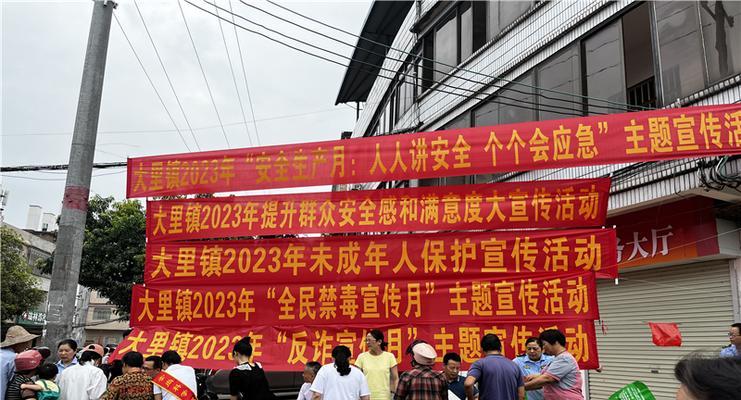 大里镇2023年“安全生产月：人人讲安全 个个会应急”主题宣传活
大里镇2023年提升群众安全感和满意度大宣传活动
大里镇2023年未成年人保护宣传活动
大里镇2023年“全民禁毒宣传月”主题宣传活动
大里镇2023年“反诈宣传月”主题宣传活动
务大厅